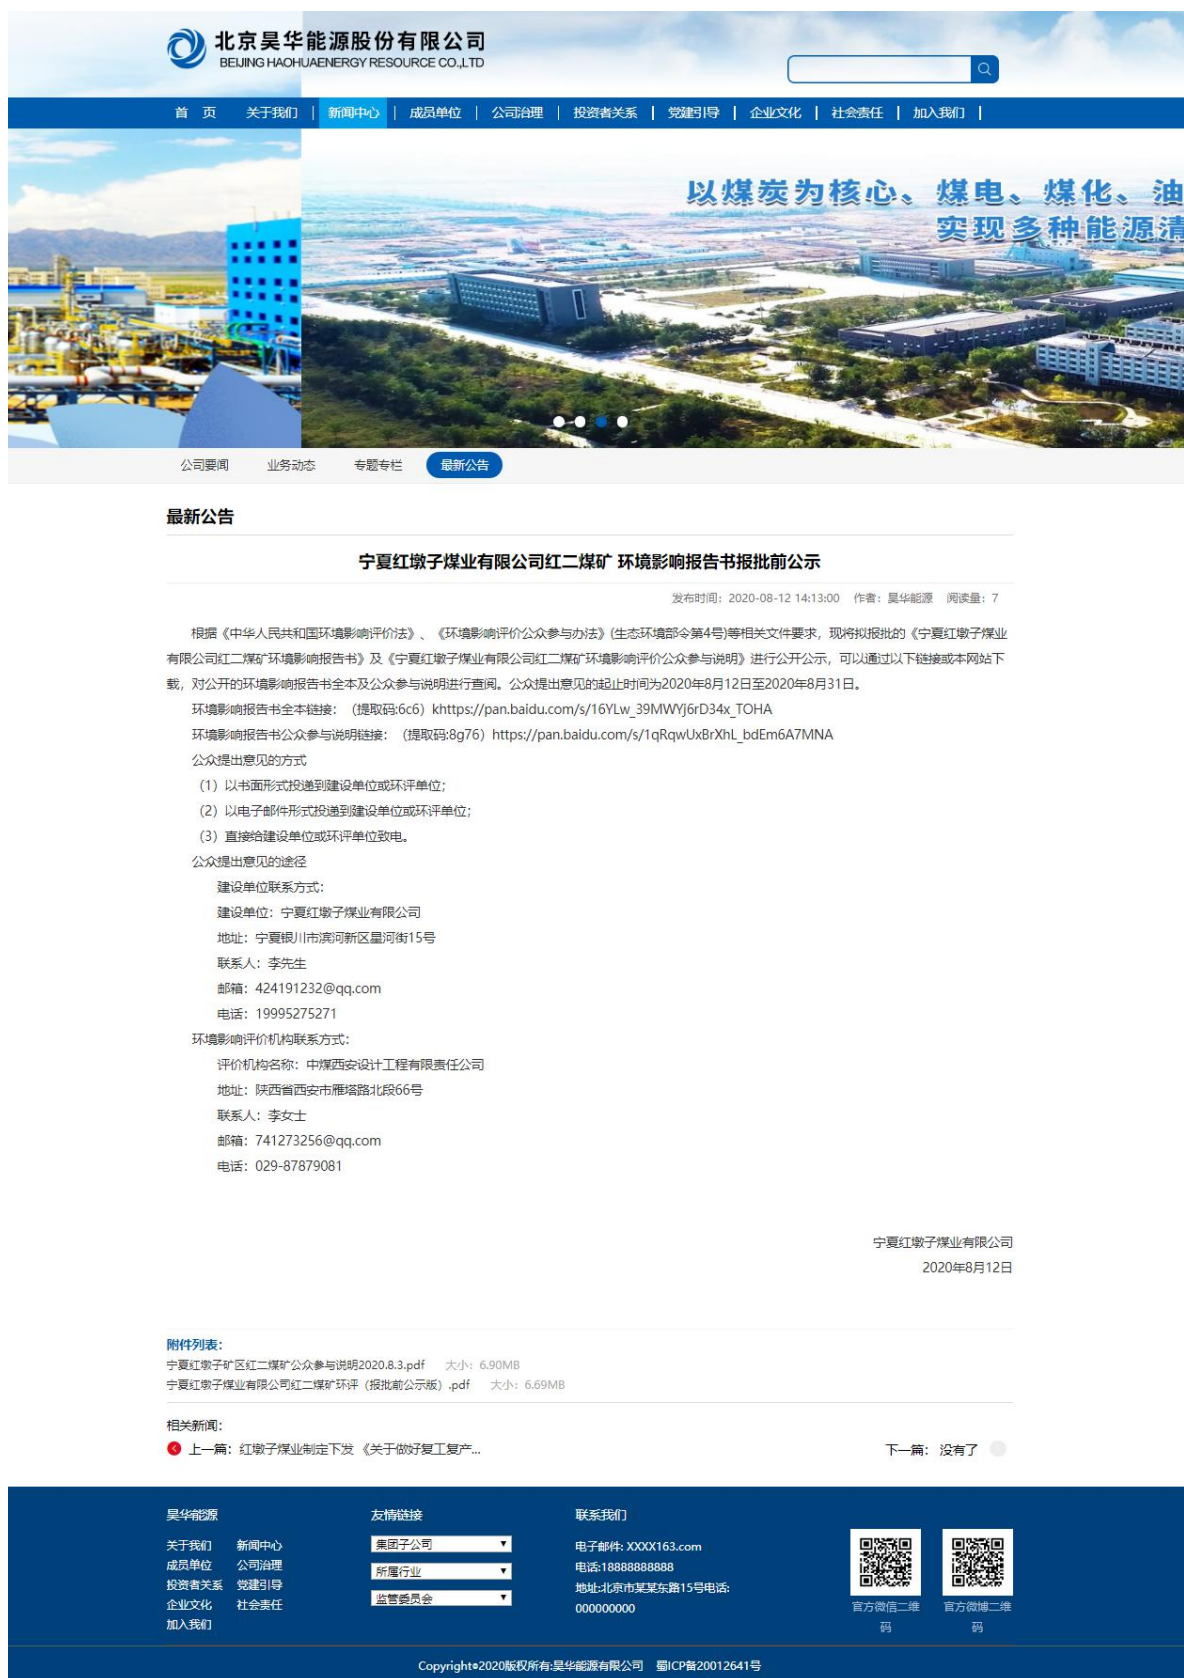 北京昊华能源股份有限公司
BEIJING HAOHUAENERGY RESOURCE CO.,LTD
首 页 关于我们 新闻中心 成员单位 公司治理 投资者关系 党建引导 企业文化 社会责任 加入我们
以煤炭为核心、煤电、煤化、油
实现多种能源清
公司要闻 业务动态 专题专栏 最新公告
最新公告
宁夏红墩子煤业有限公司红二煤矿 环境影响报告书报批前公示
发布时间：2020-08-12 14:13:00 作者：昊华能源 阅读量：7
根据《中华人民共和国环境影响评价法》、《环境影响评价公众参与办法》(生态环境部令第4号)等相关文件要求，现将拟报批的《宁夏红墩子煤业
有限公司红二煤矿环境影响报告书》及《宁夏红墩子煤业有限公司红二煤矿环境影响评价公众参与说明》进行公开公示，可以通过以下链接或本网站下
载，对公开的环境影响报告书全本及公众参与说明进行查阅。公众提出意见的起止时间为2020年8月12日至2020年8月31日。
环境影响报告书全本链接：（提取码:6c6）khttps://pan.baidu.com/s/16YLw_39MWYj6rD34x_TOHA
环境影响报告书公众参与说明链接：（提取码:8g76）https://pan.baidu.com/s/1qRqwUxBrXhL_bdEm6A7MNA
公众提出意见的方式
（1）以书面形式投递到建设单位或环评单位；
（2）以电子邮件形式投递到建设单位或环评单位；
（3）直接给建设单位或环评单位致电。
公众提出意见的途径
建设单位联系方式：
建设单位：宁夏红墩子煤业有限公司
地址：宁夏银川市滨河新区星河街15号
联系人：李先生
邮箱：424191232@qq.com
电话：19995275271
环境影响评价机构联系方式：
评价机构名称：中煤西安设计工程有限责任公司
地址：陕西省西安市雁塔路北段66号
联系人：李女士
邮箱：741273256@qq.com
电话：029-87879081
宁夏红墩子煤业有限公司
2020年8月12日
附件列表：
宁夏红墩子矿区红二煤矿公众参与说明2020.8.3.pdf 大小：6.90MB
宁夏红墩子煤业有限公司红二煤矿环评（报批前公示版）.pdf 大小：6.69MB
相关新闻：
上一篇：红墩子煤业制定下发 《关于做好复工复产... 下一篇： 没有了
昊华能源 友情链接 联系我们
关于我们 新闻中心 集团子公司 电子邮件: XXXX163.com
成员单位 公司治理 所属行业 电话:18888888888
投资者关系 党建引导 地址:北京市某某东路15号电话:
企业文化 社会责任 监管委员会 000000000
加入我们
官方微信二维码 官方微博二维码
Copyright©2020版权所有:昊华能源有限公司 蜀ICP备20012641号